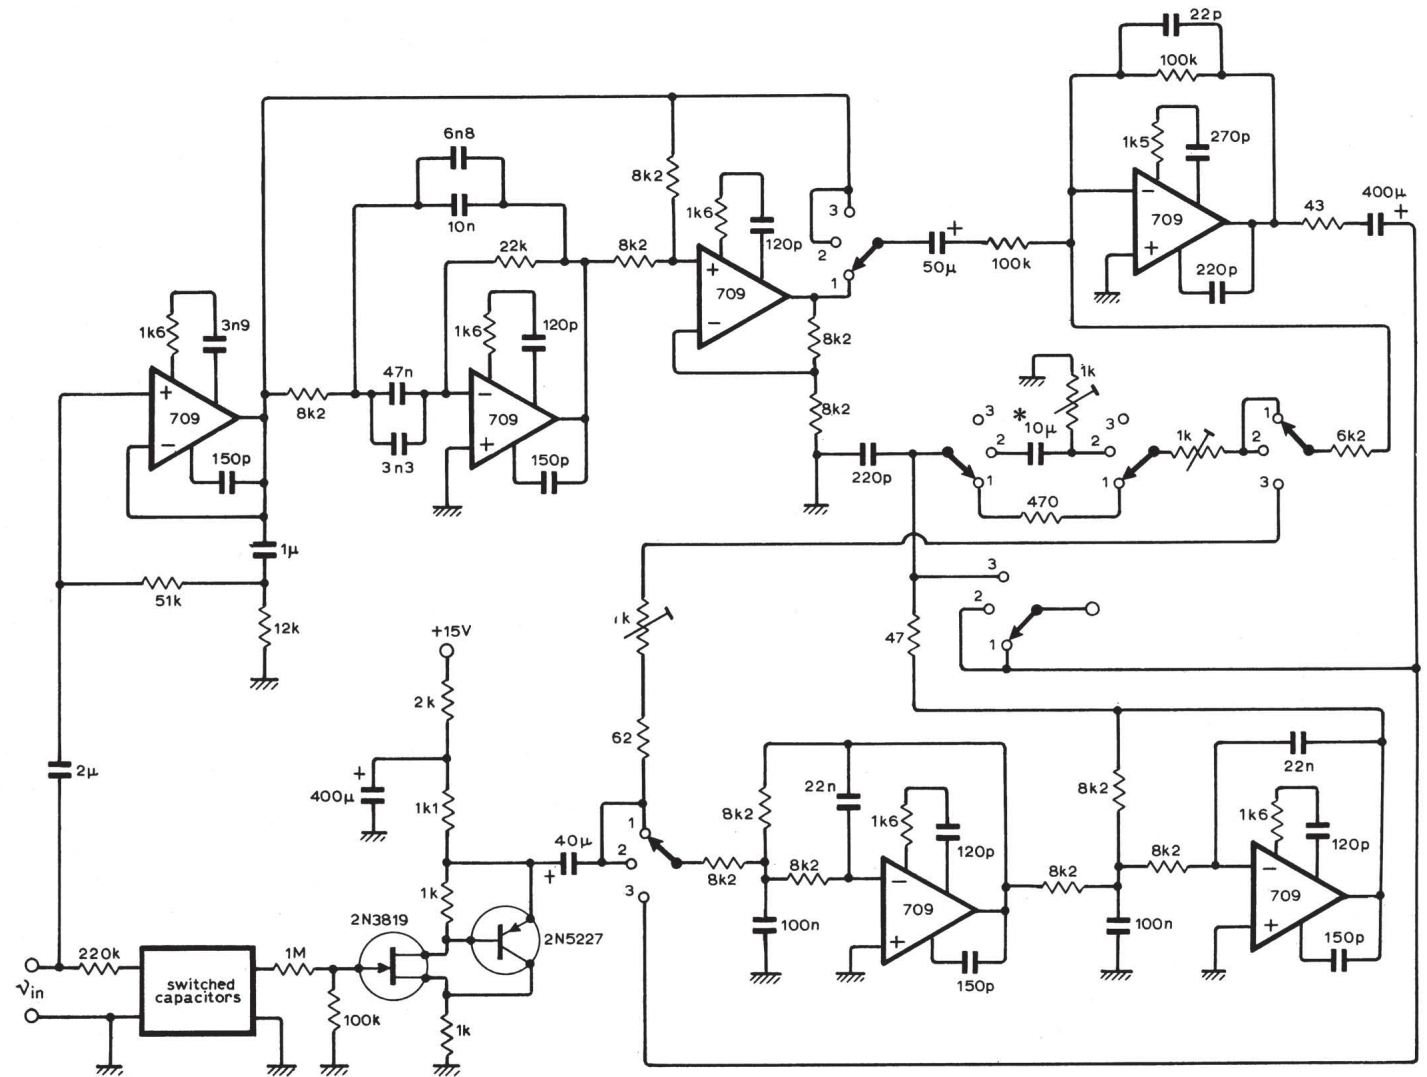 22p
100k
1k5
270p
−
709
+
220p
43
400µ
+
6n8
10n
22k
8k2
8k2
1k6
120p
+
709
−
3
2
1
+
50µ
100k
1k6
3n9
+
709
−
150p
8k2
47n
3n3
1k6
120p
−
709
+
150p
8k2
8k2
220p
1k
3
*
10µ
3
2
2
1
1
470
1k
1
2
3
6k2
1µ
51k
12k
+15V
2k
+
400µ
1k1
1k
2µ
3
2
1
47
62
40µ
+
1
2
3
8k2
8k2
8k2
22n
1k6
120p
−
709
+
100n
150p
8k2
8k2
8k2
22n
1k6
120p
−
709
+
100n
150p
2N3819
2N5227
220k
νin
switched
capacitors
1M
100k
1k